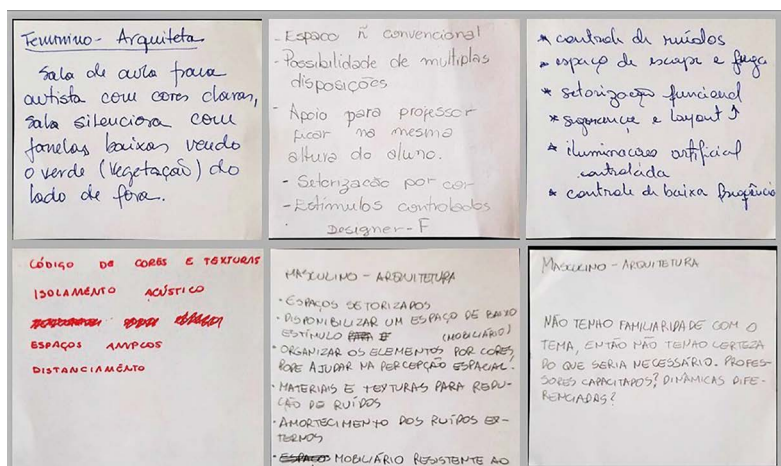 Feminino - Arquiteta
Sala de aula para
autista com cores claras,
sala silenciosa com
janelas baixas vendo
o verde (vegetação) do
lado de fora.
- Espaço ñ convencional
- Possibilidade de multiplas
disposições
- Apoio para professor
ficar na mesma
altura do aluno.
- Setorização por cor
- Estímulos controlados
Designer - F
* controle de ruídos
* espaço de escape e fuga
* setorização funcional
* segurança e layout ↑
* iluminação artificial
controlada
* controle de baixa frequência
CÓDIGO DE CORES E TEXTURAS
ISOLAMENTO ACÚSTICO
ESPAÇOS AMPLOS
DISTANCIAMENTO
MASCULINO - ARQUITETURA
• ESPAÇOS SETORIZADOS
• DISPONIBILIZAR UM ESPAÇO DE BAIXO
ESTÍMULO (MOBILIÁRIO)
• ORGANIZAR OS ELEMENTOS POR CORES,
PODE AJUDAR NA PERCEPÇÃO ESPACIAL.
• MATERIAIS E TEXTURAS PARA REDU-
ÇÃO DE RUÍDOS
• AMORTECIMENTO DOS RUÍDOS EX-
TERNOS
• MOBILIÁRIO RESISTENTE AO
MASCULINO - ARQUITETURA
NÃO TENHO FAMILIARIDADE COM O
TEMA, ENTÃO NÃO TENHO CERTEZA
DO QUE SERIA NECESSÁRIO. PROFES-
SORES CAPACITADOS? DINÂMICAS DIFE-
RENCIADAS?